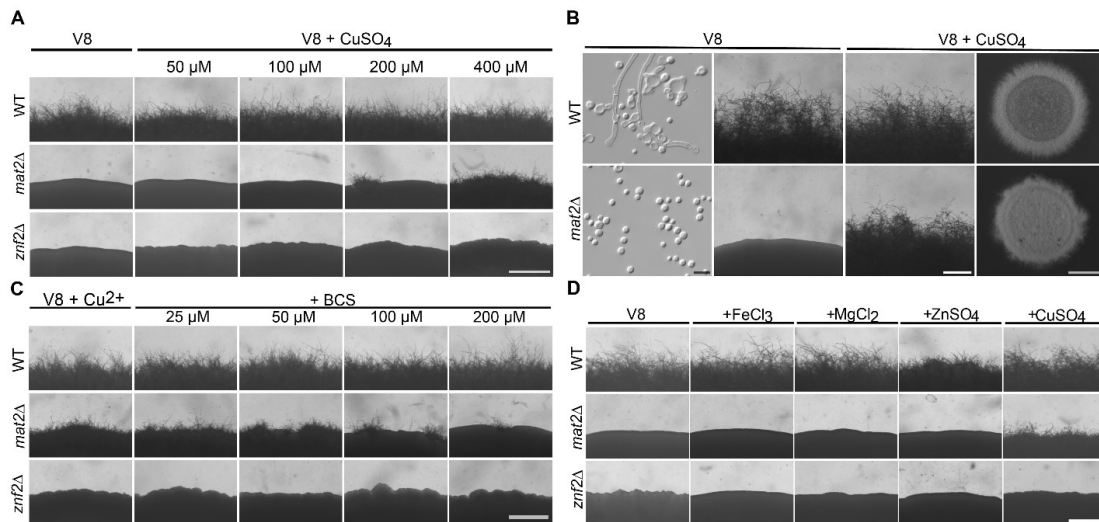 A
V8
V8 + CuSO₄
50 µM 100 µM 200 µM 400 µM
WT
mat2Δ
znf2Δ
B
V8
V8 + CuSO₄
WT
mat2Δ
C
V8 + Cu²⁺
+ BCS
25 µM 50 µM 100 µM 200 µM
WT
mat2Δ
znf2Δ
D
V8 +FeCl₃ +MgCl₂ +ZnSO₄ +CuSO₄
WT
mat2Δ
znf2Δ